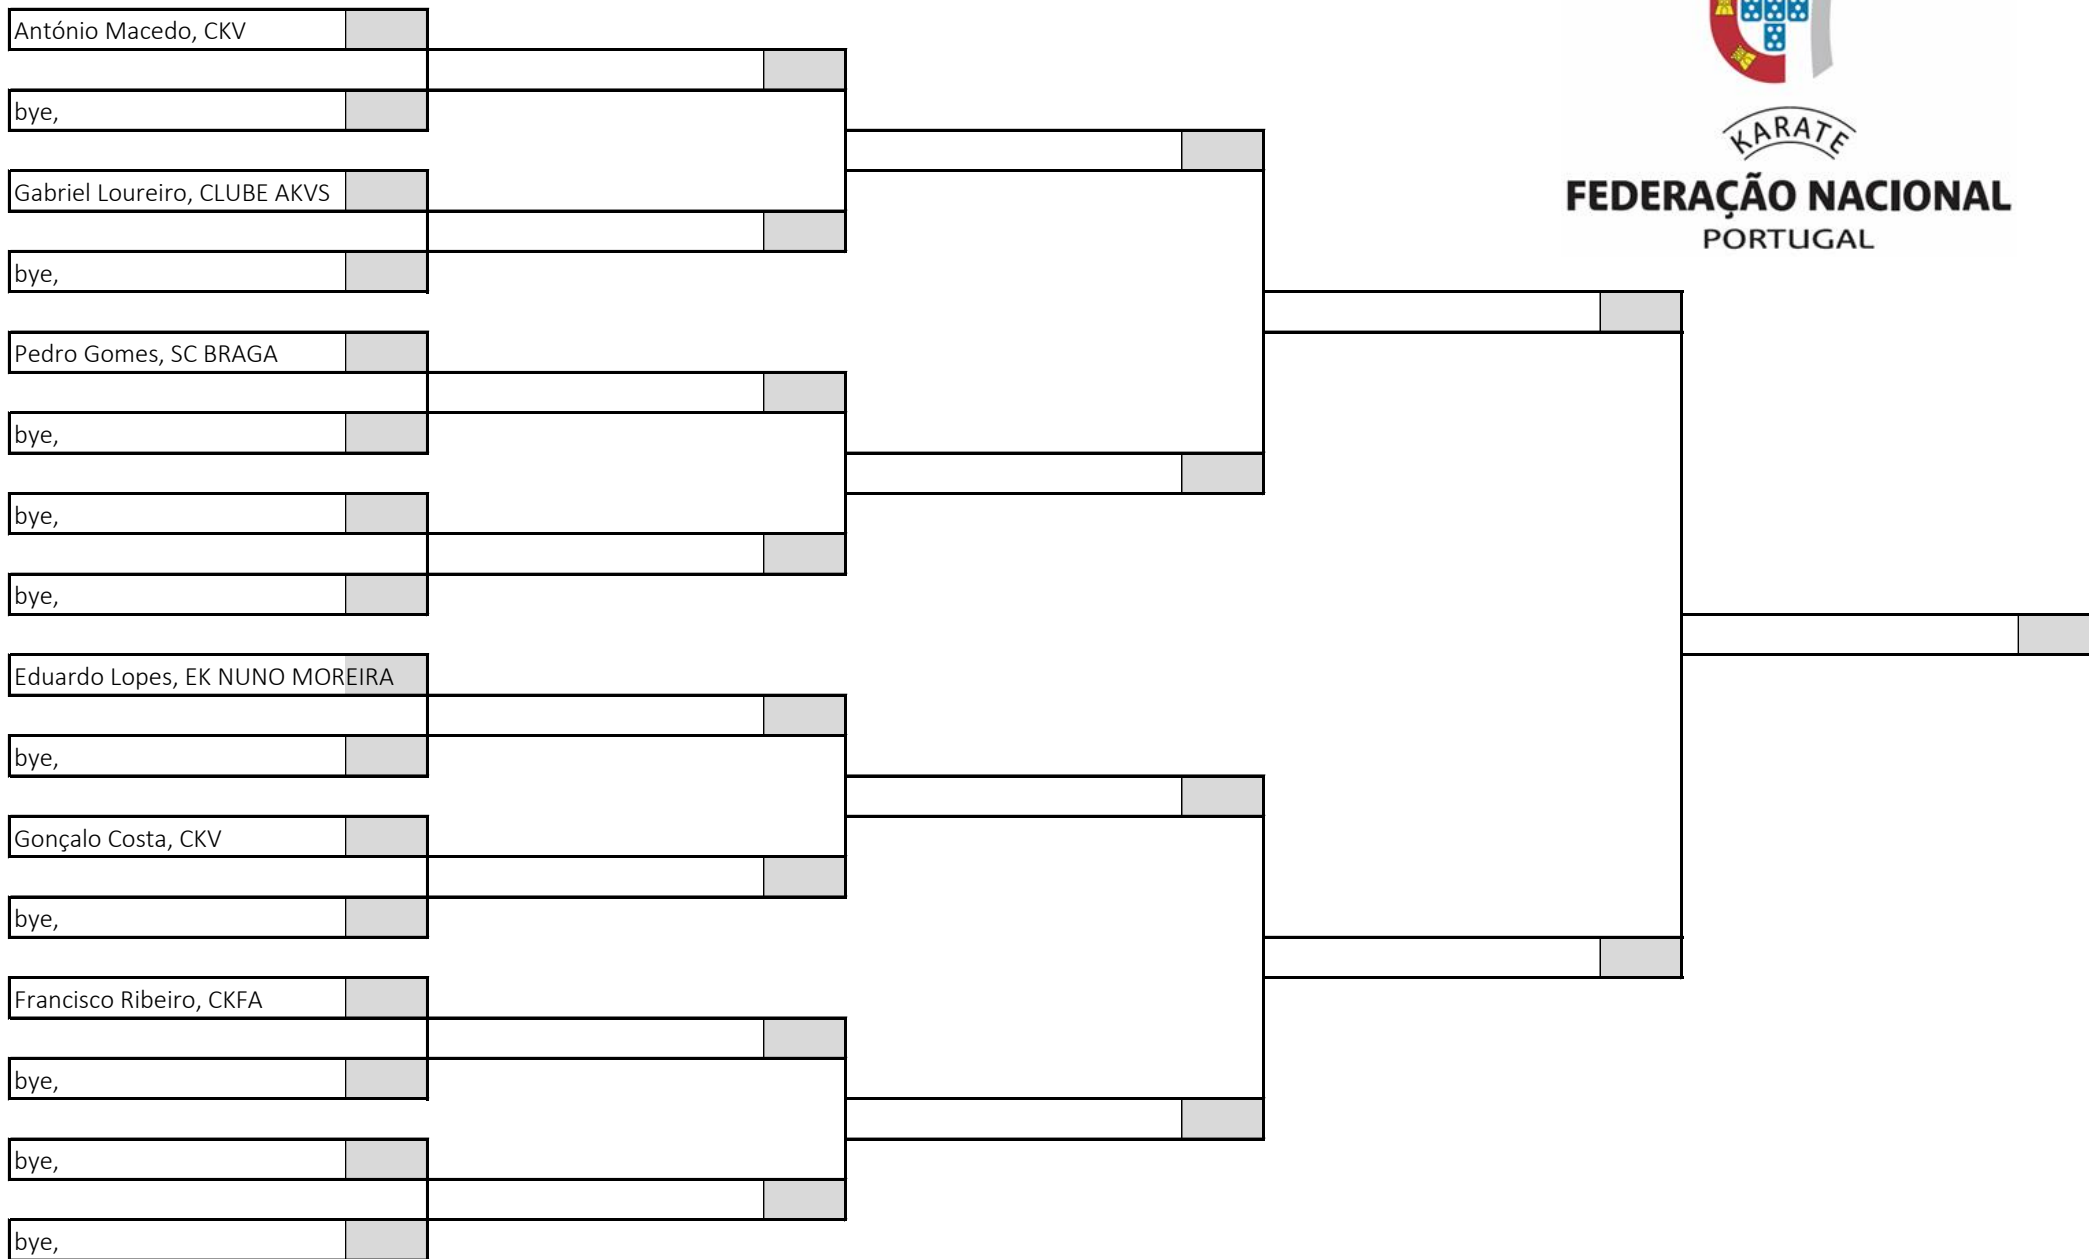 António Macedo, CKV
bye,
Gabriel Loureiro, CLUBE AKVS
bye,
Pedro Gomes, SC BRAGA
bye,
bye,
bye,
Eduardo Lopes, EK NUNO MOREIRA
bye,
Gonçalo Costa, CKV
bye,
Francisco Ribeiro, CKFA
bye,
bye,
bye,
KARATE
FEDERAÇÃO NACIONAL
PORTUGAL